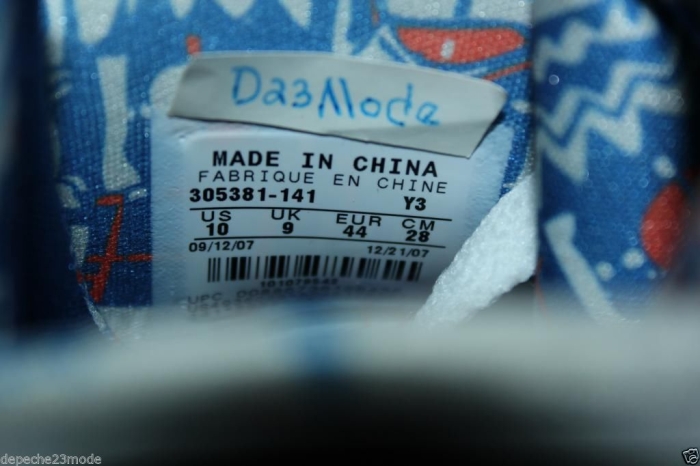 Da3Mode
MADE IN CHINA
FABRIQUE EN CHINE
305381-141 Y3
US UK EUR CM
10 9 44 28
09/12/07 12/21/07
depeche23mode